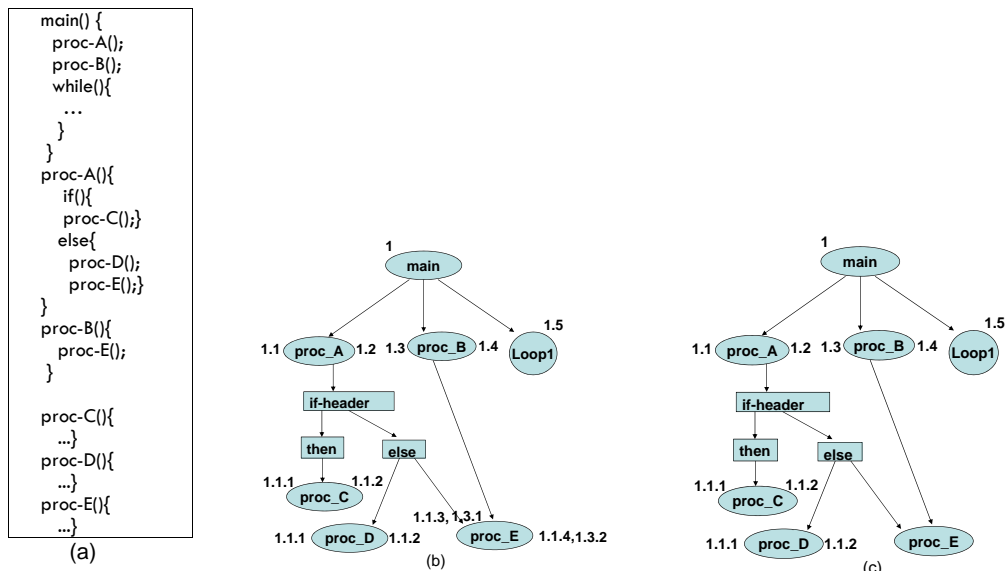 main() {
proc-A();
proc-B();
while(){
...
}
}
proc-A(){
if(){
proc-C();}
else{
proc-D();
proc-E();}
}
proc-B(){
proc-E();
}
proc-C(){
...}
proc-D(){
...}
proc-E(){
...}
(a)
1
main
1.1 proc_A 1.2
1.3 proc_B 1.4
1.5
Loop1
if-header
then
else
1.1.1 proc_C 1.1.2
1.1.1 proc_D 1.1.2
1.1.3, 1.3.1
proc_E 1.1.4,1.3.2
(b)
1
main
1.1 proc_A 1.2
1.3 proc_B 1.4
1.5
Loop1
if-header
then
else
1.1.1 proc_C 1.1.2
1.1.1 proc_D 1.1.2
proc_E
(c)